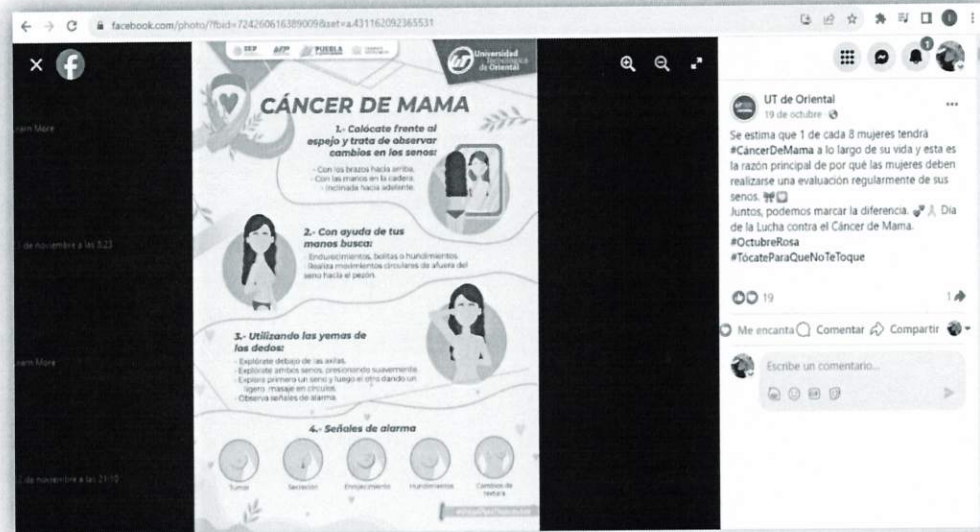 facebook.com/photo/?fbid=724260616389009&set=a.431162092365531
SEP
PUEBLA
Universidad
Tecnológica
de Oriental
CÁNCER DE MAMA
1.- Colócate frente al
espejo y trata de observar
cambios en los senos:
- Con los brazos hacia arriba.
- Con las manos en la cadera.
- Inclinada hacia adelante.
2.- Con ayuda de tus
manos busca:
- Endurecimientos, bolitas o hundimientos.
- Realiza movimientos circulares de afuera del
seno hacia el pezón.
3.- Utilizando las yemas de
los dedos:
- Explórate debajo de las axilas.
- Explórate ambos senos, presionando suavemente.
- Explora primero un seno y luego el otro dando un
ligero masaje en círculos.
- Observa señales de alarma.
4.- Señales de alarma
Tumor
Secreción
Enrojecimiento
Hundimientos
Cambios de
textura
Learn More
de noviembre a las 8:23
Learn More
de noviembre a las 21:10
1
UT de Oriental
19 de octubre
Se estima que 1 de cada 8 mujeres tendrá
#CáncerDeMama a lo largo de su vida y esta es
la razón principal de por qué las mujeres deben
realizarse una evaluación regularmente de sus
senos.
Juntos, podemos marcar la diferencia. Día
de la Lucha contra el Cáncer de Mama.
#OctubreRosa
#TócateParaQueNoTeToque
19
1
Me encanta Comentar Compartir
Escribe un comentario...